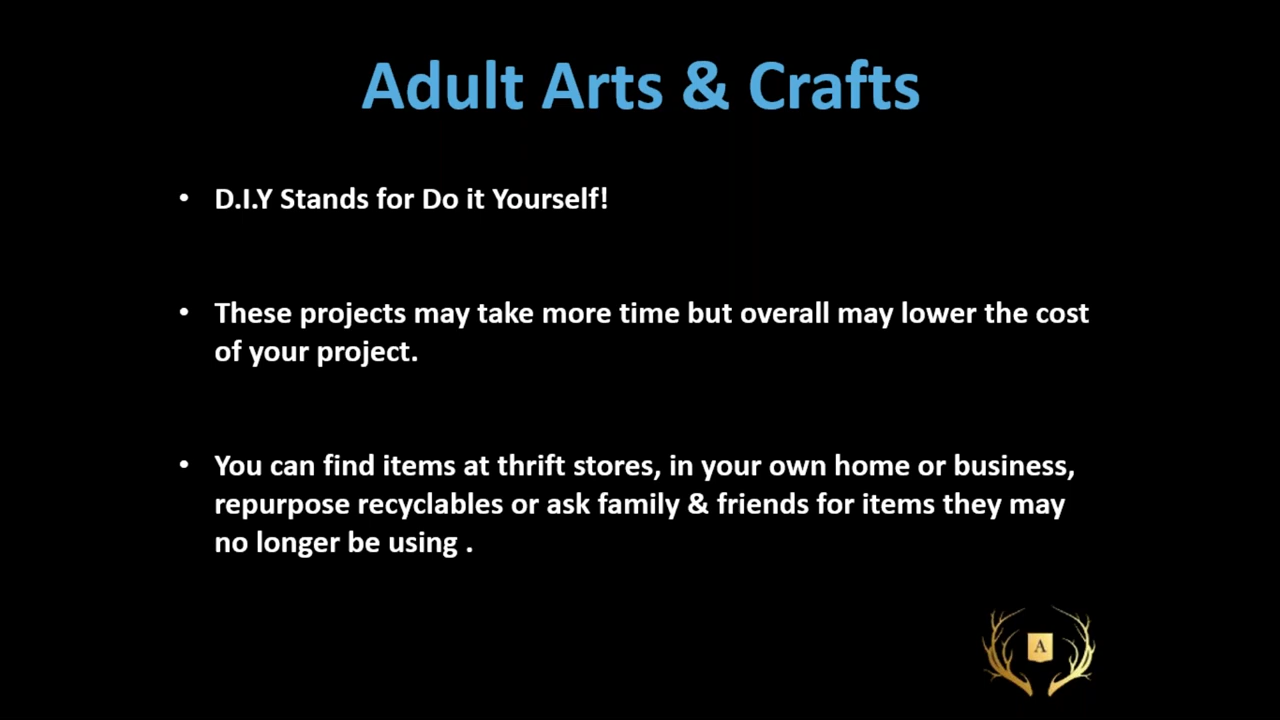 Adult Arts & Crafts
• D.I.Y Stands for Do it Yourself!
• These projects may take more time but overall may lower the cost
of your project.
• You can find items at thrift stores, in your own home or business,
repurpose recyclables or ask family & friends for items they may
no longer be using .
A